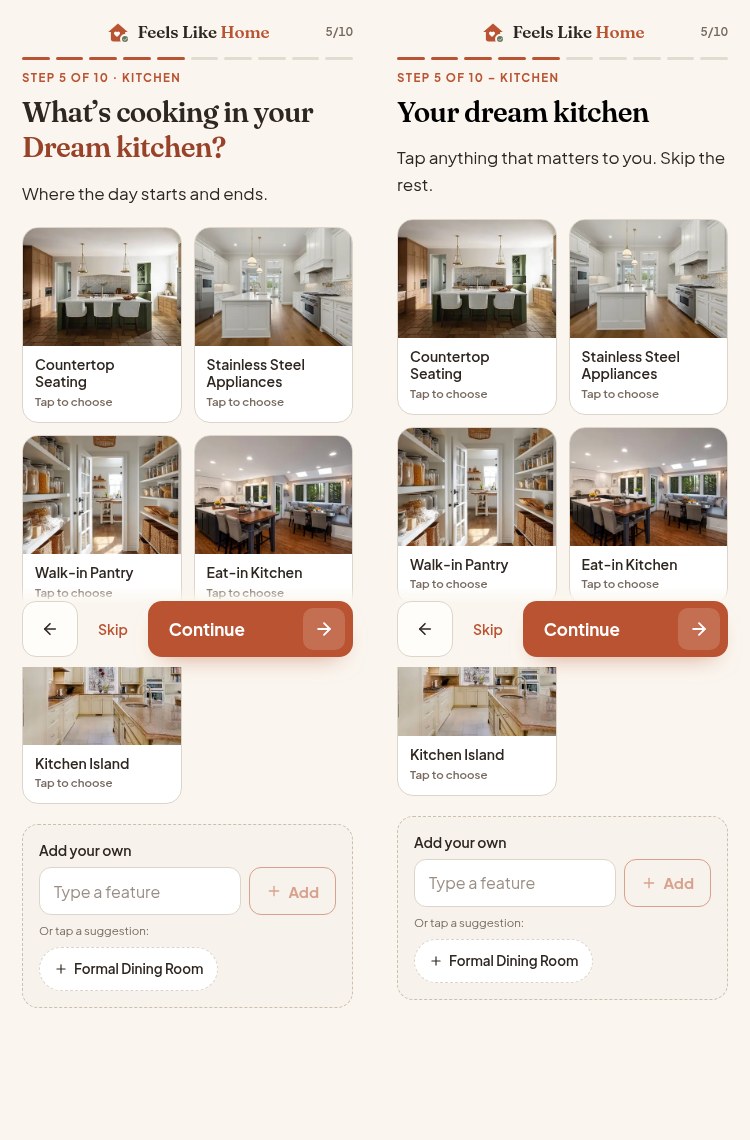 Feels Like Home
5/10
STEP 5 OF 10 · KITCHEN
What's cooking in your
Dream kitchen?
Where the day starts and ends.
Countertop
Seating
Tap to choose
Stainless Steel
Appliances
Tap to choose
Walk-in Pantry
Tap to choose
Eat-in Kitchen
Tap to choose
Skip
Continue
Kitchen Island
Tap to choose
Add your own
Type a feature
+ Add
Or tap a suggestion:
+ Formal Dining Room
Feels Like Home
5/10
STEP 5 OF 10 – KITCHEN
Your dream kitchen
Tap anything that matters to you. Skip the
rest.
Countertop
Seating
Tap to choose
Stainless Steel
Appliances
Tap to choose
Walk-in Pantry
Tap to choose
Eat-in Kitchen
Tap to choose
Skip
Continue
Kitchen Island
Tap to choose
Add your own
Type a feature
+ Add
Or tap a suggestion:
+ Formal Dining Room